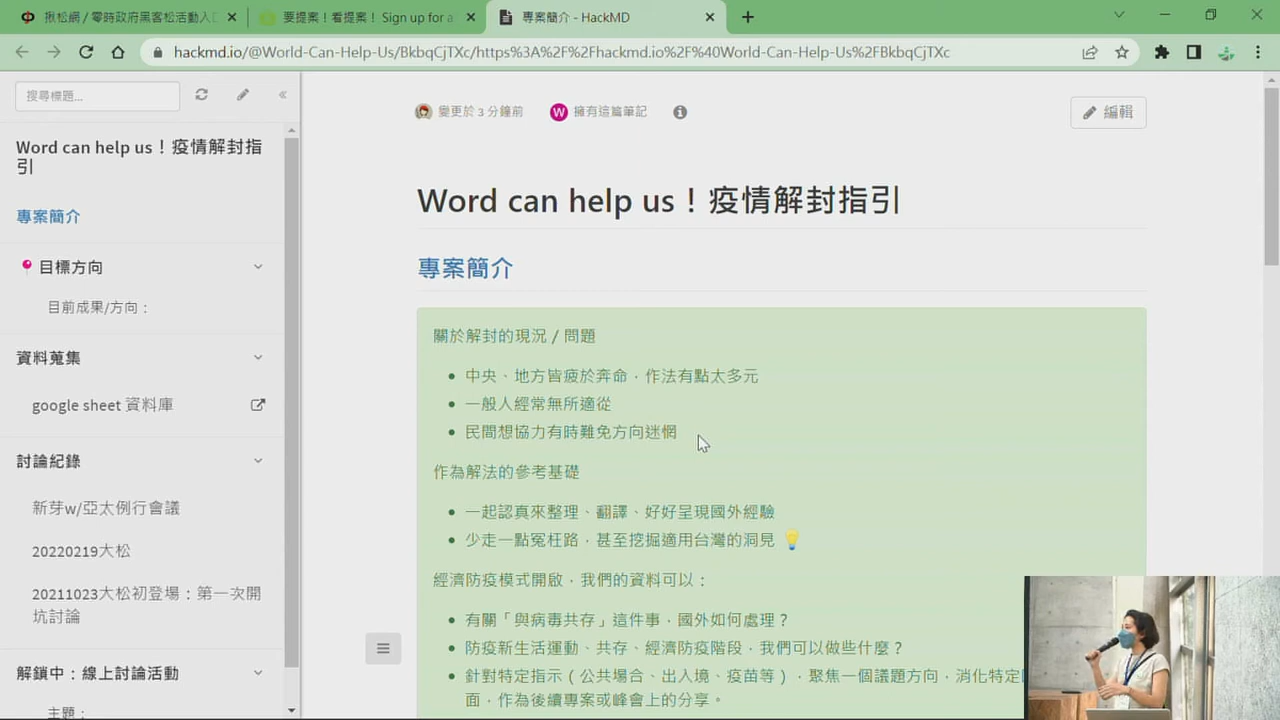 揪松網 / 零時政府黑客松活動入口
要提案！看提案！ Sign up for a
專案簡介 - HackMD
hackmd.io/@World-Can-Help-Us/BkbqCjTXc/https%3A%2F%2Fhackmd.io%2F%40World-Can-Help-Us%2FBkbqCjTXc
搜尋標題...
Word can help us！疫情解封指引
專案簡介
目標方向
目前成果/方向：
資料蒐集
google sheet 資料庫
討論紀錄
新芽w/亞太例行會議
20220219大松
20211023大松初登場：第一次開
坑討論
解鎖中：線上討論活動
主題：
變更於 3 分鐘前
W 擁有這篇筆記
編輯
Word can help us！疫情解封指引
專案簡介
關於解封的現況 / 問題
中央、地方皆疲於奔命，作法有點太多元
一般人經常無所適從
民間想協力有時難免方向迷惘
作為解法的參考基礎
一起認真來整理、翻譯、好好呈現國外經驗
少走一點冤枉路，甚至挖掘適用台灣的洞見
經濟防疫模式開啟，我們的資料可以：
有關「與病毒共存」這件事，國外如何處理？
防疫新生活運動、共存、經濟防疫階段，我們可以做些什麼？
針對特定指示（公共場合、出入境、疫苗等），聚焦一個議題方向，消化特定
面，作為後續專案或峰會上的分享。